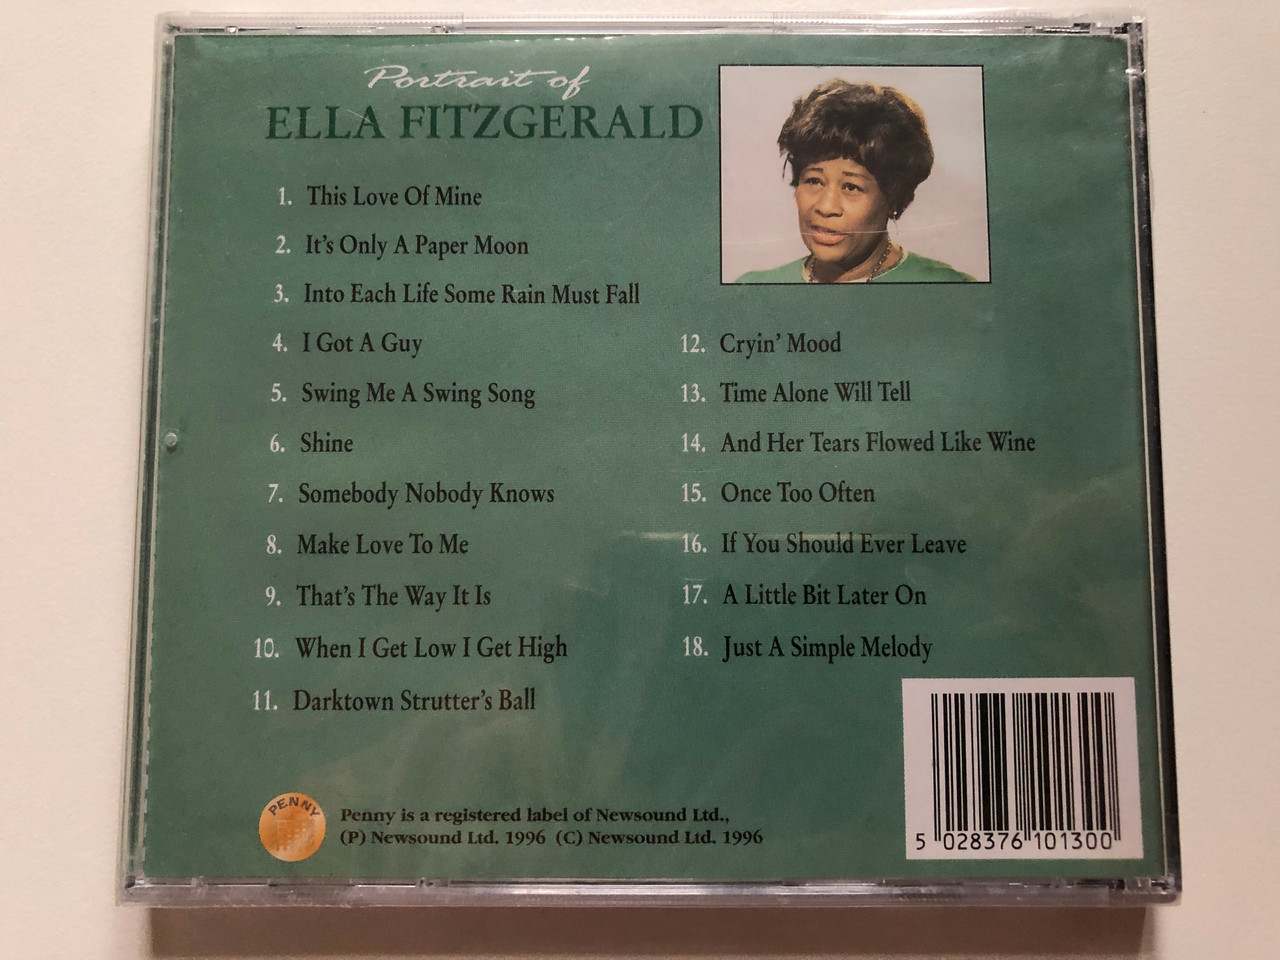 Portrait of
ELLA FITZGERALD
1. This Love Of Mine
2. It's Only A Paper Moon
3. Into Each Life Some Rain Must Fall
4. I Got A Guy
5. Swing Me A Swing Song
6. Shine
7. Somebody Nobody Knows
8. Make Love To Me
9. That's The Way It Is
10. When I Get Low I Get High
11. Darktown Strutter's Ball
12. Cryin' Mood
13. Time Alone Will Tell
14. And Her Tears Flowed Like Wine
15. Once Too Often
16. If You Should Ever Leave
17. A Little Bit Later On
18. Just A Simple Melody
PENNY
Penny is a registered label of Newsound Ltd.,
(P) Newsound Ltd. 1996 (C) Newsound Ltd. 1996
5 028376 101300